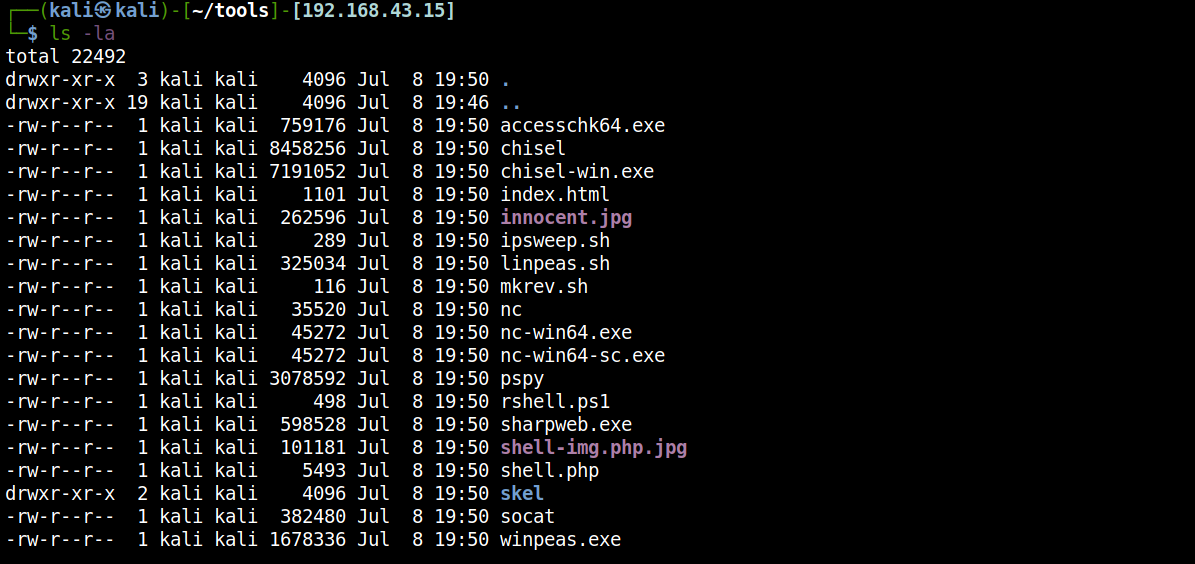 ┌──(kali㉿kali)-[~/tools]-[192.168.43.15]
└─$ ls -la
total 22492
drwxr-xr-x  3 kali kali    4096 Jul  8 19:50 .
drwxr-xr-x 19 kali kali    4096 Jul  8 19:46 ..
-rw-r--r--  1 kali kali  759176 Jul  8 19:50 accesschk64.exe
-rw-r--r--  1 kali kali 8458256 Jul  8 19:50 chisel
-rw-r--r--  1 kali kali 7191052 Jul  8 19:50 chisel-win.exe
-rw-r--r--  1 kali kali    1101 Jul  8 19:50 index.html
-rw-r--r--  1 kali kali  262596 Jul  8 19:50 innocent.jpg
-rw-r--r--  1 kali kali     289 Jul  8 19:50 ipsweep.sh
-rw-r--r--  1 kali kali  325034 Jul  8 19:50 linpeas.sh
-rw-r--r--  1 kali kali     116 Jul  8 19:50 mkrev.sh
-rw-r--r--  1 kali kali   35520 Jul  8 19:50 nc
-rw-r--r--  1 kali kali   45272 Jul  8 19:50 nc-win64.exe
-rw-r--r--  1 kali kali   45272 Jul  8 19:50 nc-win64-sc.exe
-rw-r--r--  1 kali kali 3078592 Jul  8 19:50 pspy
-rw-r--r--  1 kali kali     498 Jul  8 19:50 rshell.ps1
-rw-r--r--  1 kali kali  598528 Jul  8 19:50 sharpweb.exe
-rw-r--r--  1 kali kali  101181 Jul  8 19:50 shell-img.php.jpg
-rw-r--r--  1 kali kali    5493 Jul  8 19:50 shell.php
drwxr-xr-x  2 kali kali    4096 Jul  8 19:50 skel
-rw-r--r--  1 kali kali  382480 Jul  8 19:50 socat
-rw-r--r--  1 kali kali 1678336 Jul  8 19:50 winpeas.exe